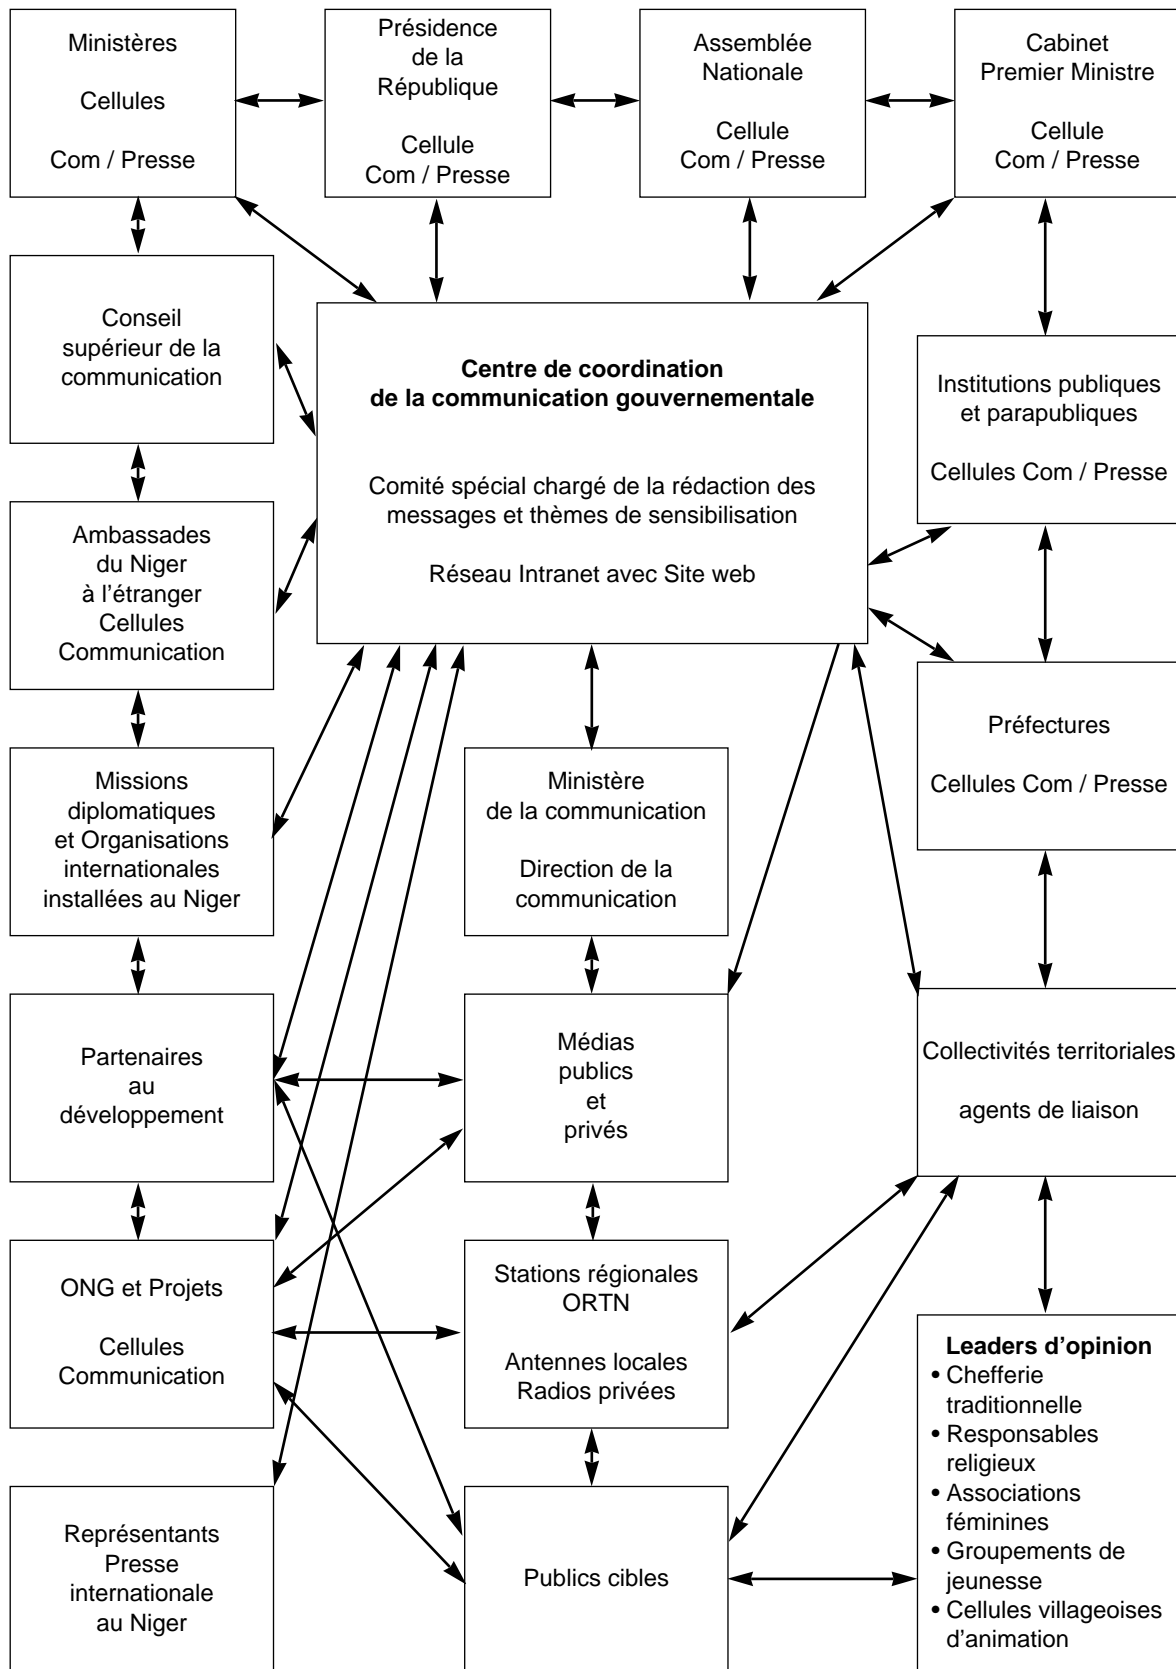 Ministères
Cellules
Com / Presse
Présidence
de la
République
Cellule
Com / Presse
Assemblée
Nationale
Cellule
Com / Presse
Cabinet
Premier Ministre
Cellule
Com / Presse
Conseil
supérieur de la
communication
Centre de coordination
de la communication gouvernementale
Comité spécial chargé de la rédaction des
messages et thèmes de sensibilisation
Réseau Intranet avec Site web
Institutions publiques
et parapubliques
Cellules Com / Presse
Ambassades
du Niger
à l’étranger
Cellules
Communication
Missions
diplomatiques
et Organisations
internationales
installées au Niger
Ministère
de la communication
Direction de la
communication
Préfectures
Cellules Com / Presse
Partenaires
au
développement
Médias
publics
et
privés
Collectivités territoriales
agents de liaison
ONG et Projets
Cellules
Communication
Stations régionales
ORTN
Antennes locales
Radios privées
Leaders d’opinion
• Chefferie
traditionnelle
• Responsables
religieux
• Associations
féminines
• Groupements de
jeunesse
• Cellules villageoises
d’animation
Représentants
Presse
internationale
au Niger
Publics cibles